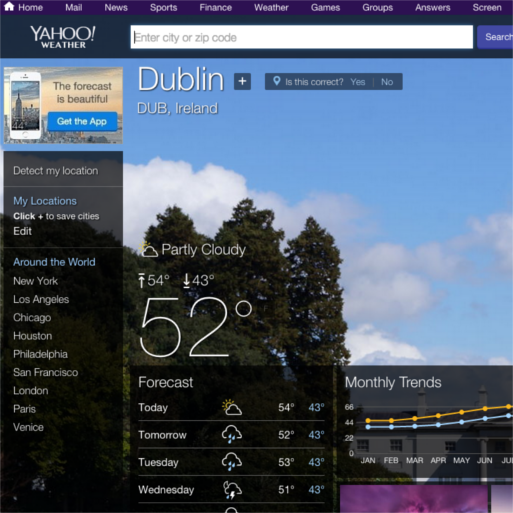 Home Mail News Sports Finance Weather Games Groups Answers Screen
YAHOO!
WEATHER
Enter city or zip code
Search
The forecast
is beautiful
Get the App
44°
Dublin +
Is this correct? Yes | No
DUB, Ireland
Detect my location
My Locations
Click + to save cities
Edit
Around the World
New York
Los Angeles
Chicago
Houston
Philadelphia
San Francisco
London
Paris
Venice
Partly Cloudy
54° 43°
52°
Forecast
Today 54° 43°
Tomorrow 52° 43°
Tuesday 53° 43°
Wednesday 51° 43°
Monthly Trends
66
44
22
0
JAN FEB MAR APR MAY JUN